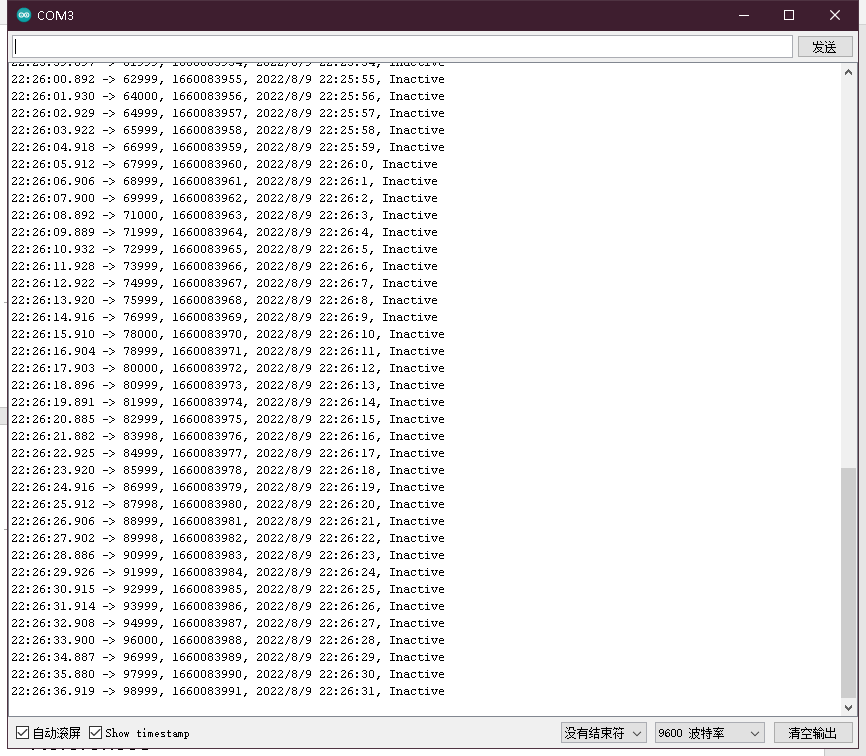 COM3
发送
22:26:00.892 -> 62999, 1660083955, 2022/8/9 22:25:55, Inactive
22:26:01.930 -> 64000, 1660083956, 2022/8/9 22:25:56, Inactive
22:26:02.929 -> 64999, 1660083957, 2022/8/9 22:25:57, Inactive
22:26:03.922 -> 65999, 1660083958, 2022/8/9 22:25:58, Inactive
22:26:04.918 -> 66999, 1660083959, 2022/8/9 22:25:59, Inactive
22:26:05.912 -> 67999, 1660083960, 2022/8/9 22:26:0, Inactive
22:26:06.906 -> 68999, 1660083961, 2022/8/9 22:26:1, Inactive
22:26:07.900 -> 69999, 1660083962, 2022/8/9 22:26:2, Inactive
22:26:08.892 -> 71000, 1660083963, 2022/8/9 22:26:3, Inactive
22:26:09.889 -> 71999, 1660083964, 2022/8/9 22:26:4, Inactive
22:26:10.932 -> 72999, 1660083965, 2022/8/9 22:26:5, Inactive
22:26:11.928 -> 73999, 1660083966, 2022/8/9 22:26:6, Inactive
22:26:12.922 -> 74999, 1660083967, 2022/8/9 22:26:7, Inactive
22:26:13.920 -> 75999, 1660083968, 2022/8/9 22:26:8, Inactive
22:26:14.916 -> 76999, 1660083969, 2022/8/9 22:26:9, Inactive
22:26:15.910 -> 78000, 1660083970, 2022/8/9 22:26:10, Inactive
22:26:16.904 -> 78999, 1660083971, 2022/8/9 22:26:11, Inactive
22:26:17.903 -> 80000, 1660083972, 2022/8/9 22:26:12, Inactive
22:26:18.896 -> 80999, 1660083973, 2022/8/9 22:26:13, Inactive
22:26:19.891 -> 81999, 1660083974, 2022/8/9 22:26:14, Inactive
22:26:20.885 -> 82999, 1660083975, 2022/8/9 22:26:15, Inactive
22:26:21.882 -> 83998, 1660083976, 2022/8/9 22:26:16, Inactive
22:26:22.925 -> 84999, 1660083977, 2022/8/9 22:26:17, Inactive
22:26:23.920 -> 85999, 1660083978, 2022/8/9 22:26:18, Inactive
22:26:24.916 -> 86999, 1660083979, 2022/8/9 22:26:19, Inactive
22:26:25.912 -> 87998, 1660083980, 2022/8/9 22:26:20, Inactive
22:26:26.906 -> 88999, 1660083981, 2022/8/9 22:26:21, Inactive
22:26:27.902 -> 89998, 1660083982, 2022/8/9 22:26:22, Inactive
22:26:28.886 -> 90999, 1660083983, 2022/8/9 22:26:23, Inactive
22:26:29.926 -> 91999, 1660083984, 2022/8/9 22:26:24, Inactive
22:26:30.915 -> 92999, 1660083985, 2022/8/9 22:26:25, Inactive
22:26:31.914 -> 93999, 1660083986, 2022/8/9 22:26:26, Inactive
22:26:32.908 -> 94999, 1660083987, 2022/8/9 22:26:27, Inactive
22:26:33.900 -> 96000, 1660083988, 2022/8/9 22:26:28, Inactive
22:26:34.887 -> 96999, 1660083989, 2022/8/9 22:26:29, Inactive
22:26:35.880 -> 97999, 1660083990, 2022/8/9 22:26:30, Inactive
22:26:36.919 -> 98999, 1660083991, 2022/8/9 22:26:31, Inactive
自动滚屏 Show timestamp 没有结束符 9600 波特率 清空输出